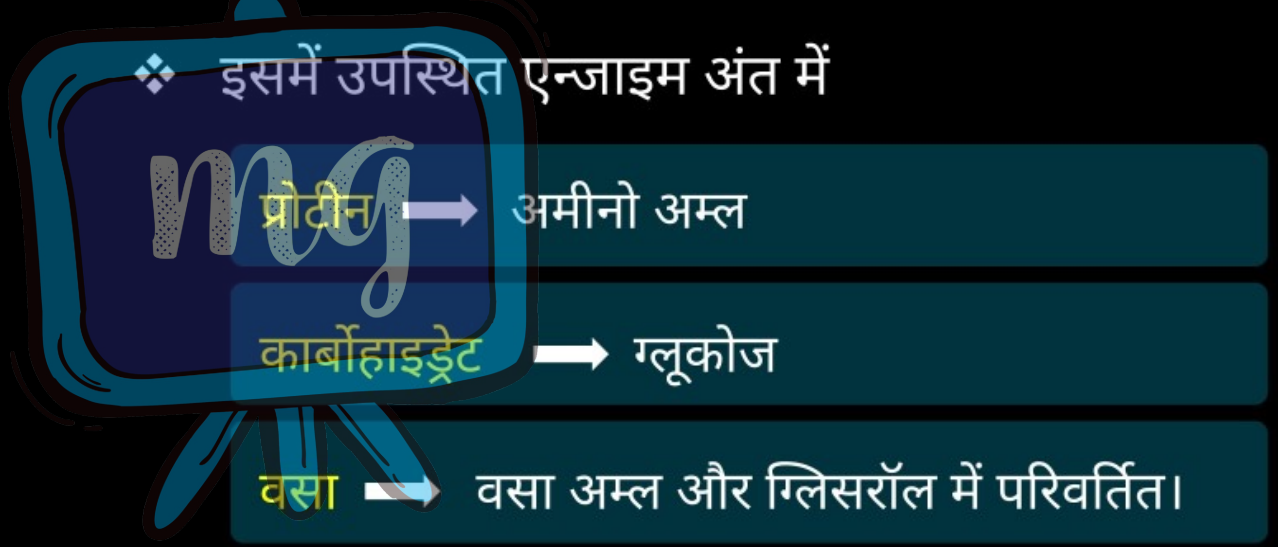 ❖ इसमें उपस्थित एन्जाइम अंत में
mg
प्रोटीन → अमीनो अम्ल
कार्बोहाइड्रेट → ग्लूकोज
वसा → वसा अम्ल और ग्लिसरॉल में परिवर्तित।